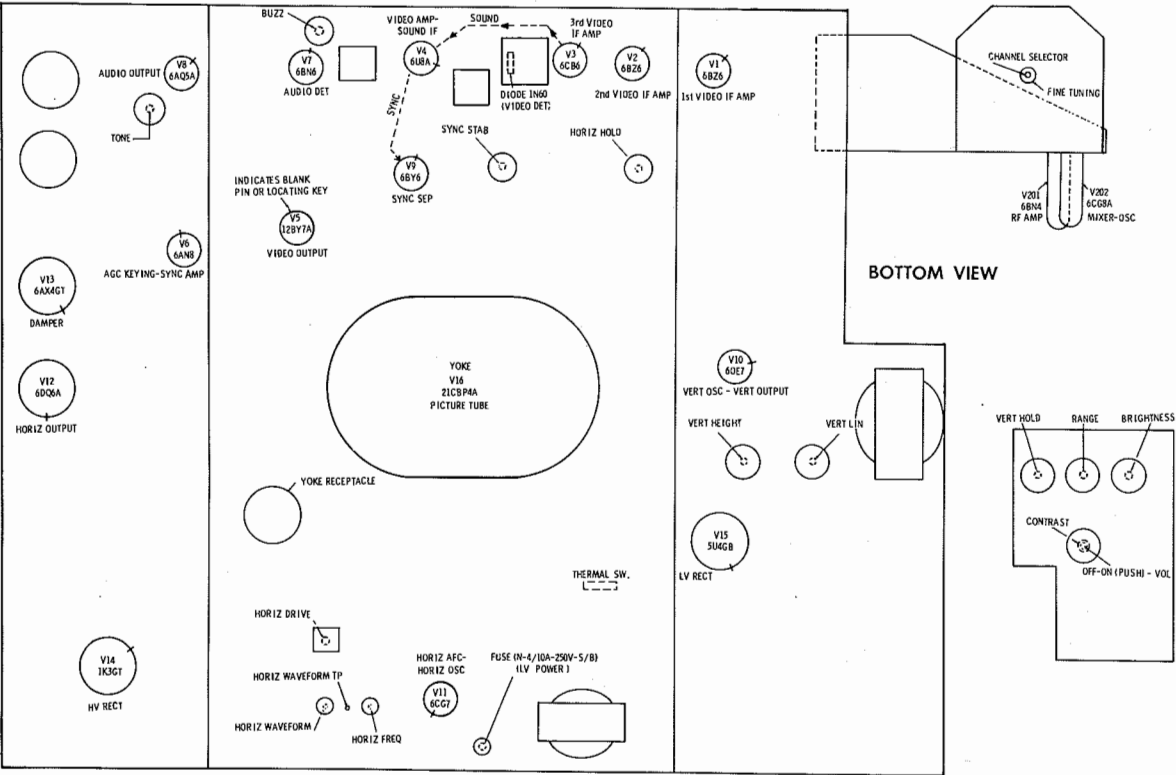 BUZZ
AUDIO OUTPUT
V8
6AQ5A
TONE
V7
6BN6
AUDIO DET
VIDEO AMP-
SOUND IF
V4
6U8A
SOUND
SYNC
DIODE IN60
(VIDEO DET)
3rd VIDEO
IF AMP
V3
6CB6
V2
6BZ6
2nd VIDEO IF AMP
V1
6BZ6
1st VIDEO IF AMP
CHANNEL SELECTOR
FINE TUNING
V201
6BN4
RF AMP
V202
6CG8A
MIXER-OSC
BOTTOM VIEW
SYNC STAB
HORIZ HOLD
V9
6BY6
SYNC SEP
INDICATES BLANK
PIN OR LOCATING KEY
V5
12BY7A
VIDEO OUTPUT
V6
6AN8
AGC KEYING-SYNC AMP
V13
6AX4GT
DAMPER
V12
6DQ6A
HORIZ OUTPUT
YOKE
V16
21CBP4A
PICTURE TUBE
YOKE RECEPTACLE
V10
6DE7
VERT OSC - VERT OUTPUT
VERT HEIGHT
VERT LIN
V15
5U4GB
LV RECT
THERMAL SW.
VERT HOLD
RANGE
BRIGHTNESS
CONTRAST
OFF-ON (PUSH) - VOL
V14
1K3GT
HV RECT
HORIZ DRIVE
HORIZ WAVEFORM TP
HORIZ WAVEFORM
HORIZ FREQ
HORIZ AFC-
HORIZ OSC
V11
6CG7
FUSE (N-4/10A-250V-S/B)
(LV POWER)